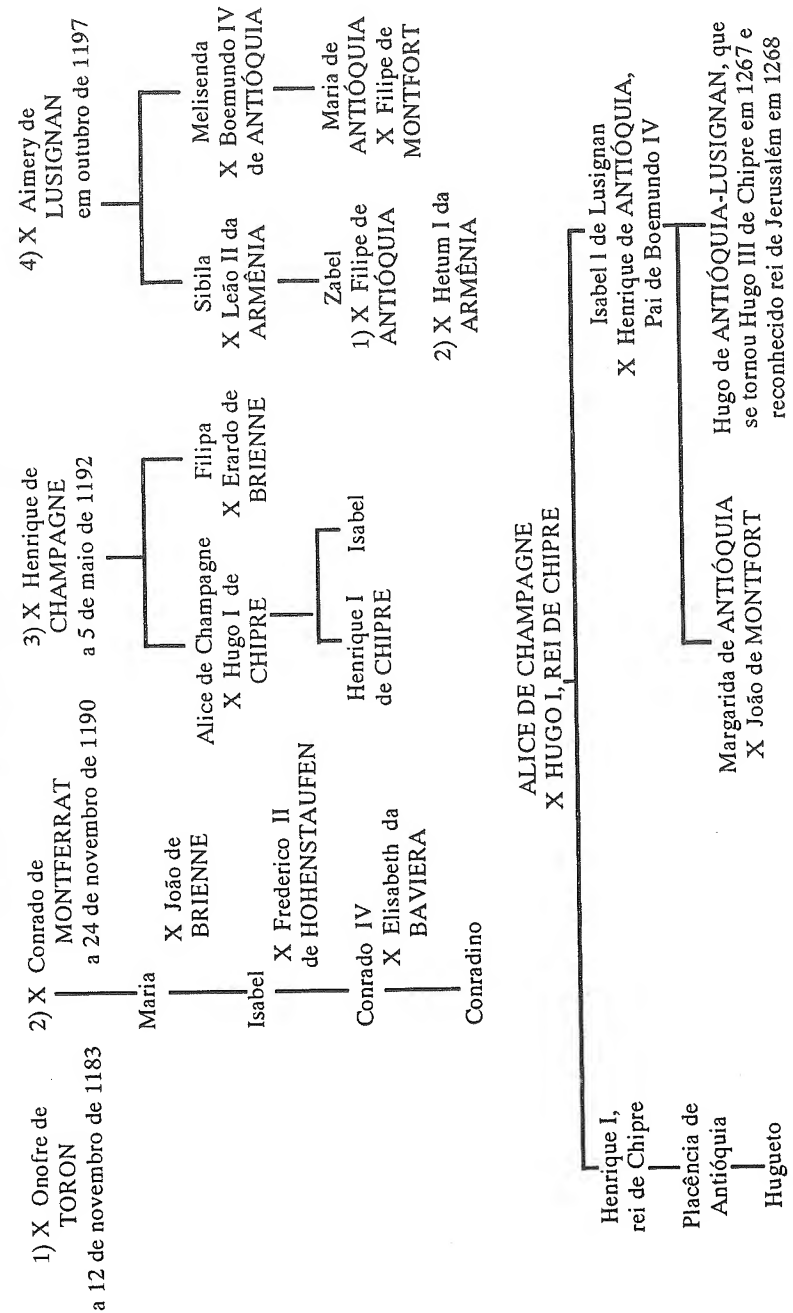 1) X Onofre de
TORON
a 12 de novembro de 1183
2) X Conrado de
MONTFERRAT
a 24 de novembro de 1190
Maria
X João de
BRIENNE
Isabel
X Frederico II
de HOHENSTAUFEN
Conrado IV
X Elisabeth da
BAVIERA
Conradino
3) X Henrique de
CHAMPAGNE
a 5 de maio de 1192
Alice de Champagne
X Hugo I de
CHIPRE
Filipa
X Erardo de
BRIENNE
Henrique I
de CHIPRE
Isabel
4) X Aimery de
LUSIGNAN
em outubro de 1197
Sibila
X Leão II da
ARMÊNIA
Melisenda
X Boemundo IV
de ANTIÓQUIA
Zabel
1) X Filipe de
ANTIÓQUIA
2) X Hetum I da
ARMÊNIA
Maria de
ANTIÓQUIA
X Filipe de
MONTFORT
ALICE DE CHAMPAGNE
X HUGO I, REI DE CHIPRE
Henrique I,
rei de Chipre
Placência de
Antióquia
Hugueto
Isabel I de Lusignan
X Henrique de ANTIÓQUIA,
Pai de Boemundo IV
Margarida de ANTIÓQUIA
X João de MONTFORT
Hugo de ANTIÓQUIA-LUSIGNAN, que
se tornou Hugo III de Chipre em 1267 e
reconhecido rei de Jerusalém em 1268